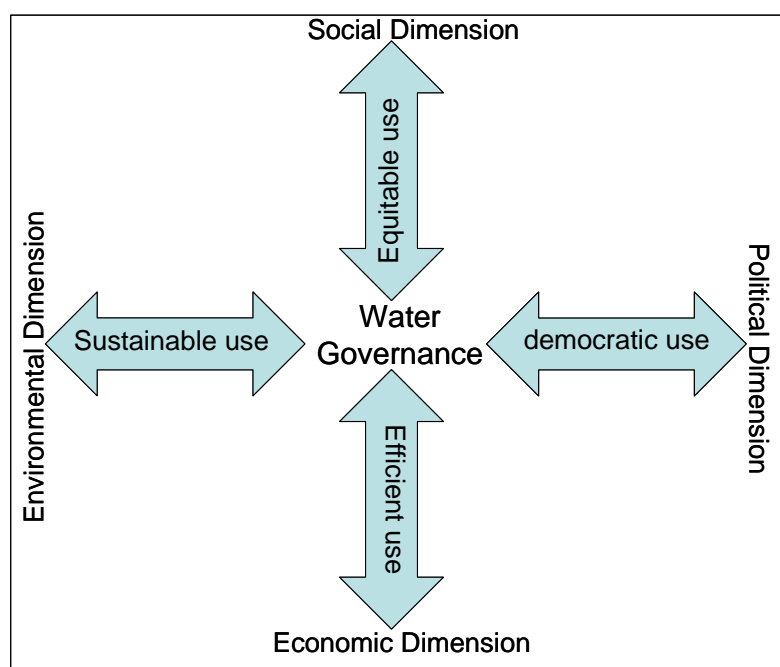 Social Dimension
Equitable use
Environmental Dimension
Sustainable use
Water
Governance
democratic use
Political Dimension
Efficient use
Economic Dimension